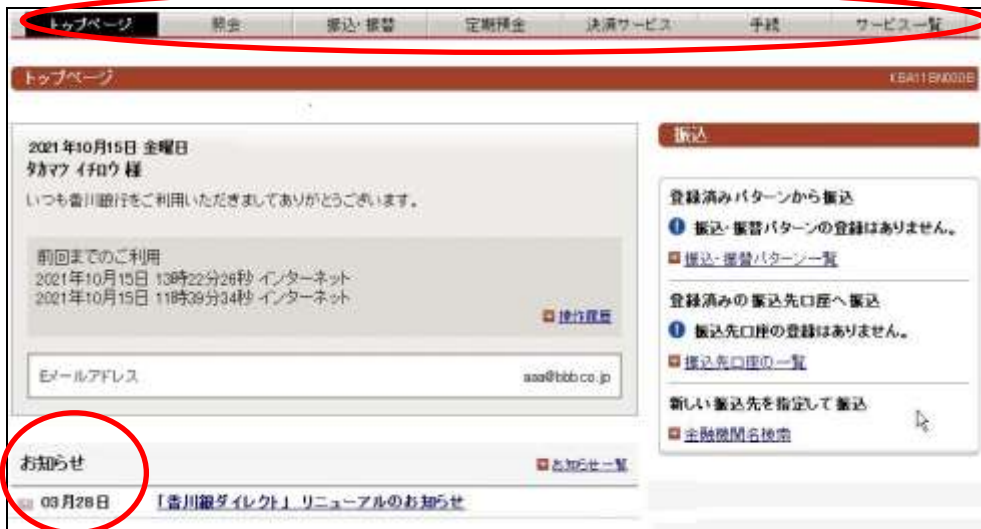 トップページ 照会 振込・振替 定期預金 決済サービス 手続 サービス一覧
トップページ KBA11BN000B
2021年10月15日 金曜日
タカマツ イチロウ 様
いつも香川銀行をご利用いただきましてありがとうございます。
前回までのご利用
2021年10月15日 13時22分26秒 インターネット
2021年10月15日 11時39分34秒 インターネット
操作履歴
Eメールアドレス aaa@bbb.co.jp
お知らせ お知らせ一覧
03月28日 「香川銀ダイレクト」リニューアルのお知らせ
振込
登録済みパターンから振込
振込・振替パターンの登録はありません。
振込・振替パターン一覧
登録済みの振込先口座へ振込
振込先口座の登録はありません。
振込先口座の一覧
新しい振込先を指定して振込
金融機関名検索